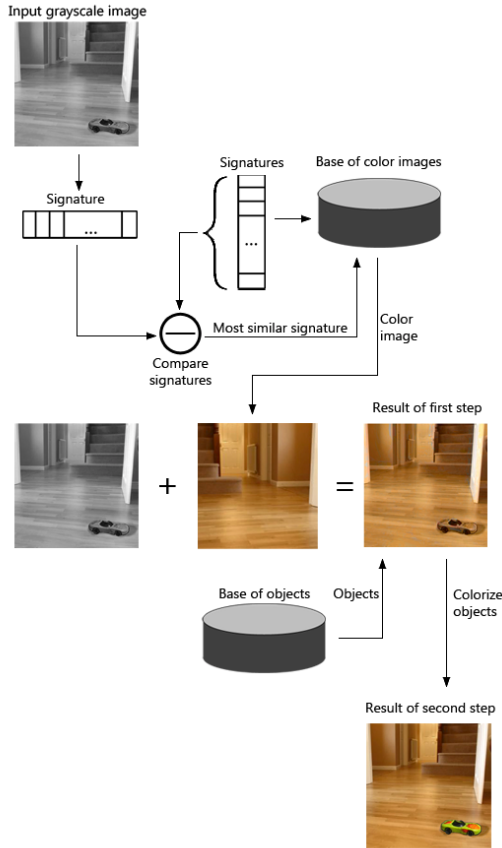 Input grayscale image
Signature
...
Signatures
...
Base of color images
Most similar signature
Compare
signatures
Color
image
Result of first step
+
=
Base of objects
Objects
Colorize
objects
Result of second step